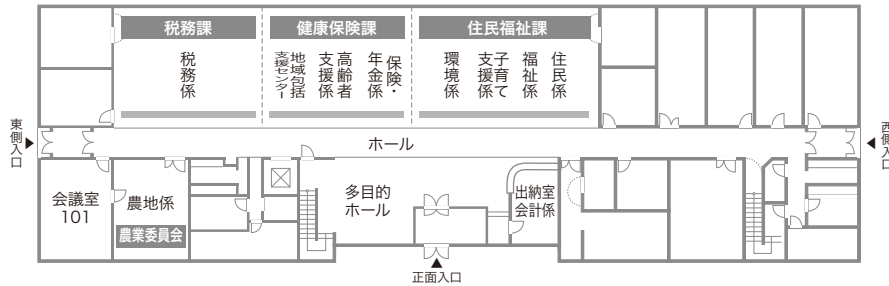 税務課
健康保険課
住民福祉課
税務係
地域包括
支援センター
高齢者
支援係
保険・
年金係
環境係
子育て
支援係
福祉係
住民係
東側入口
ホール
西側入口
会議室
101
農地係
農業委員会
多目的
ホール
出納室
会計係
正面入口